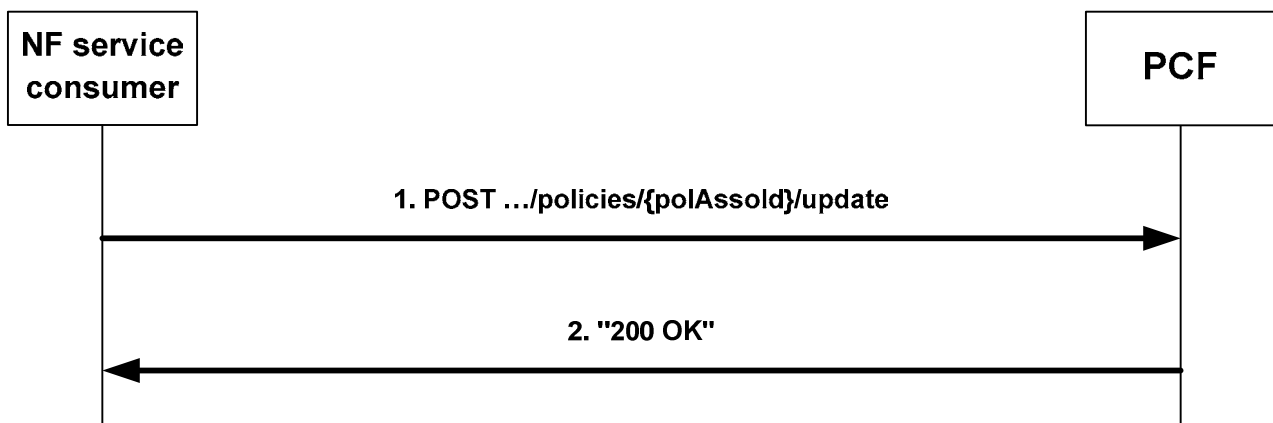 NF service
consumer
PCF
1. POST …/policies/{polAssoId}/update
2. "200 OK"